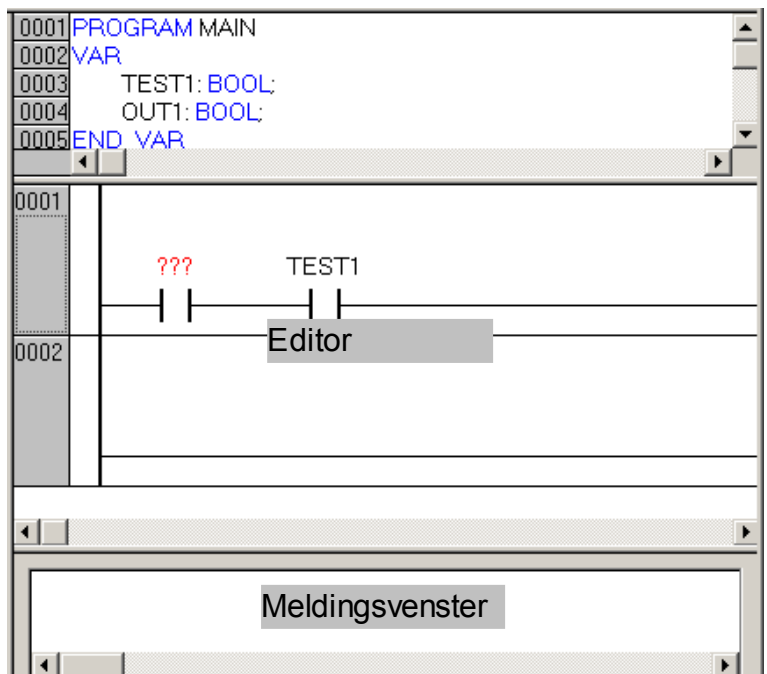 0001 PROGRAM MAIN
0002 VAR
0003 TEST1: BOOL;
0004 OUT1: BOOL;
0005 END_VAR
0001
??? TEST1
Editor
0002
Meldingsvenster